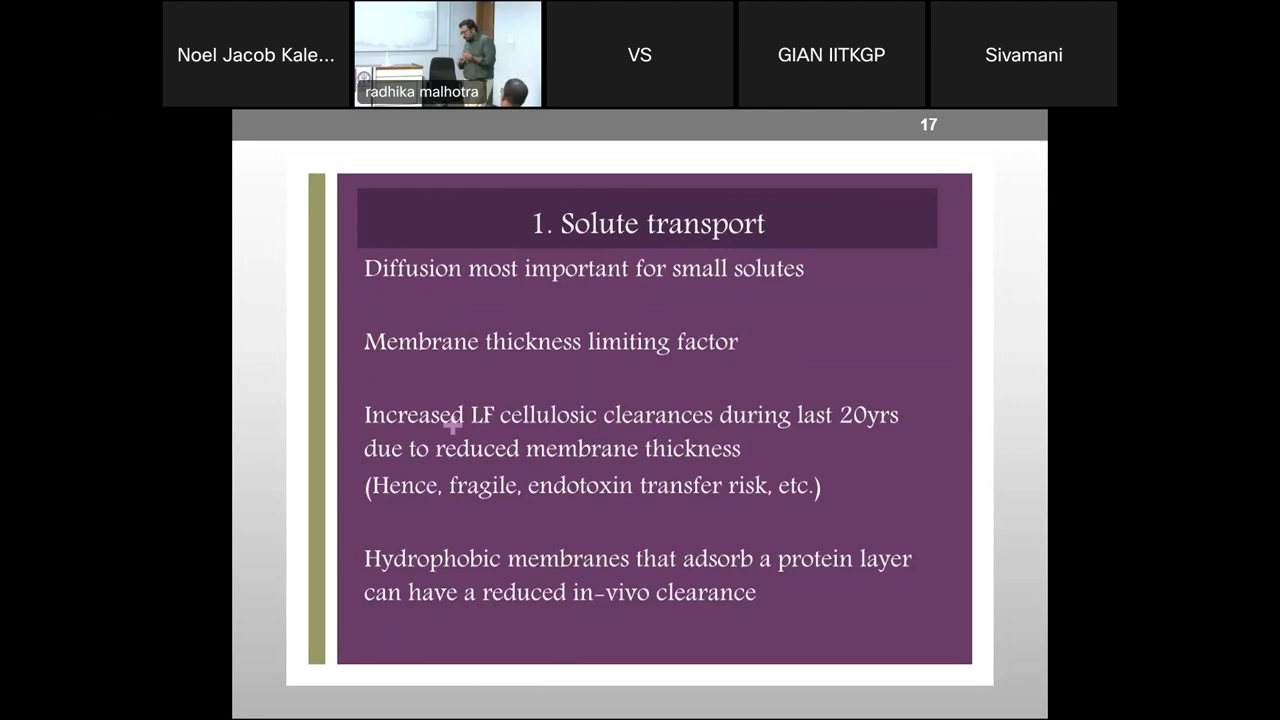 Noel Jacob Kale...
radhika malhotra
VS
GIAN IITKGP
Sivamani
17
1. Solute transport
Diffusion most important for small solutes
Membrane thickness limiting factor
Increased LF cellulosic clearances during last 20yrs
due to reduced membrane thickness
(Hence, fragile, endotoxin transfer risk, etc.)
Hydrophobic membranes that adsorb a protein layer
can have a reduced in-vivo clearance